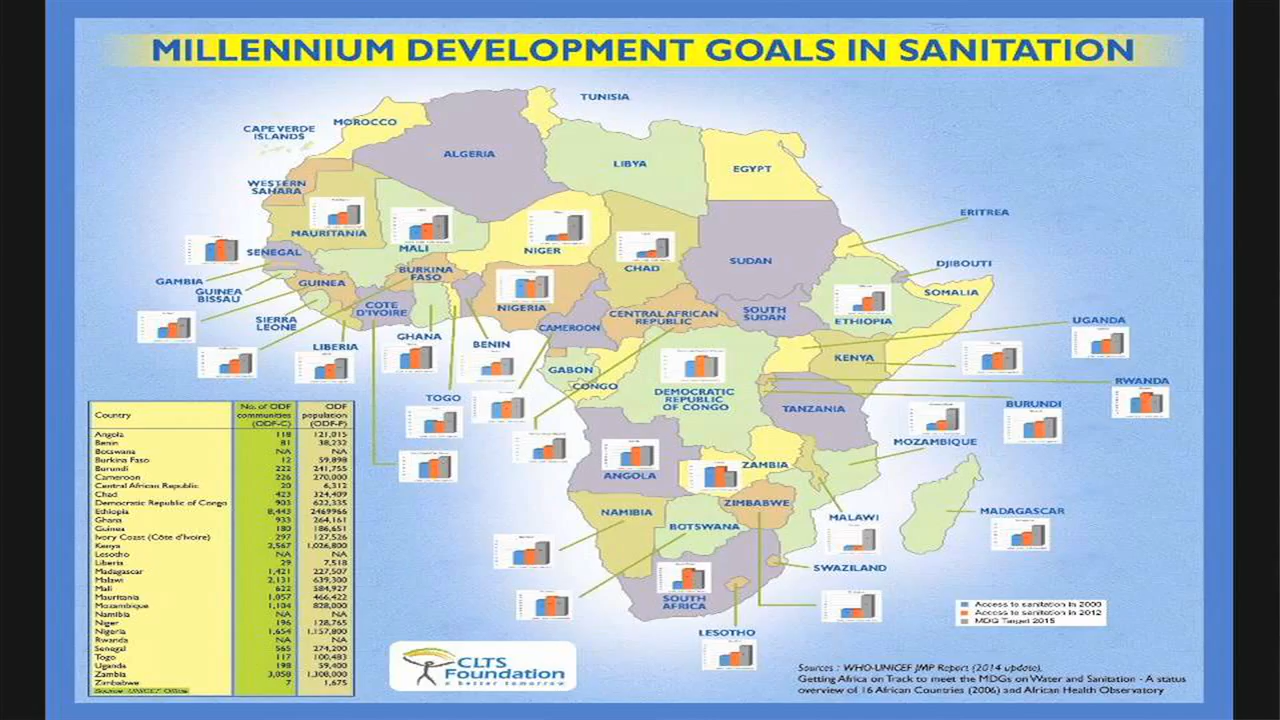 MILLENNIUM DEVELOPMENT GOALS IN SANITATION
TUNISIA
MOROCCO
CAPE VERDE
ISLANDS
ALGERIA
LIBYA
EGYPT
WESTERN
SAHARA
MAURITANIA
MALI
NIGER
CHAD
SUDAN
ERITREA
SENEGAL
GAMBIA
GUINEA
BISSAU
GUINEA
BURKINA
FASO
NIGERIA
DJIBOUTI
SOMALIA
ETHIOPIA
SIERRA
LEONE
LIBERIA
COTE
D'IVOIRE
GHANA
BENIN
TOGO
CAMEROON
CENTRAL AFRICAN
REPUBLIC
SOUTH
SUDAN
UGANDA
KENYA
GABON
CONGO
DEMOCRATIC
REPUBLIC
OF CONGO
RWANDA
BURUNDI
TANZANIA
MOZAMBIQUE
ANGOLA
ZAMBIA
ZIMBABWE
MALAWI
MADAGASCAR
NAMIBIA
BOTSWANA
SWAZILAND
SOUTH
AFRICA
LESOTHO
Country No. of ODF communities (ODF-C) ODF population (ODF-P)
Angola 118 121,015
Benin 81 38,232
Botswana NA NA
Burkina Faso 12 59,898
Burundi 222 241,755
Cameroon 226 270,000
Central African Republic 20 6,312
Chad 423 324,409
Democratic Republic of Congo 903 622,335
Ethiopia 8,443 2469966
Ghana 933 264,161
Guinea 180 186,651
Ivory Coast (Côte d'Ivoire) 297 127,526
Kenya 2,567 1,026,800
Lesotho NA NA
Liberia 29 7,518
Madagascar 1,421 227,507
Malawi 2,131 639,300
Mali 622 584,927
Mauritania 1,057 466,422
Mozambique 1,104 828,000
Namibia NA NA
Niger 196 128,765
Nigeria 1,654 1,157,800
Rwanda NA NA
Senegal 565 274,200
Togo 117 100,483
Uganda 198 59,400
Zambia 3,058 1,308,000
Zimbabwe 7 1,675
Source: UNICEF Office
CLTS
Foundation
a better tomorrow
Access to sanitation in 2000
Access to sanitation in 2012
MDG Target 2015
Sources : WHO-UNICEF JMP Report (2014 update),
Getting Africa on Track to meet the MDGs on Water and Sanitation - A status
overview of 16 African Countries (2006) and African Health Observatory